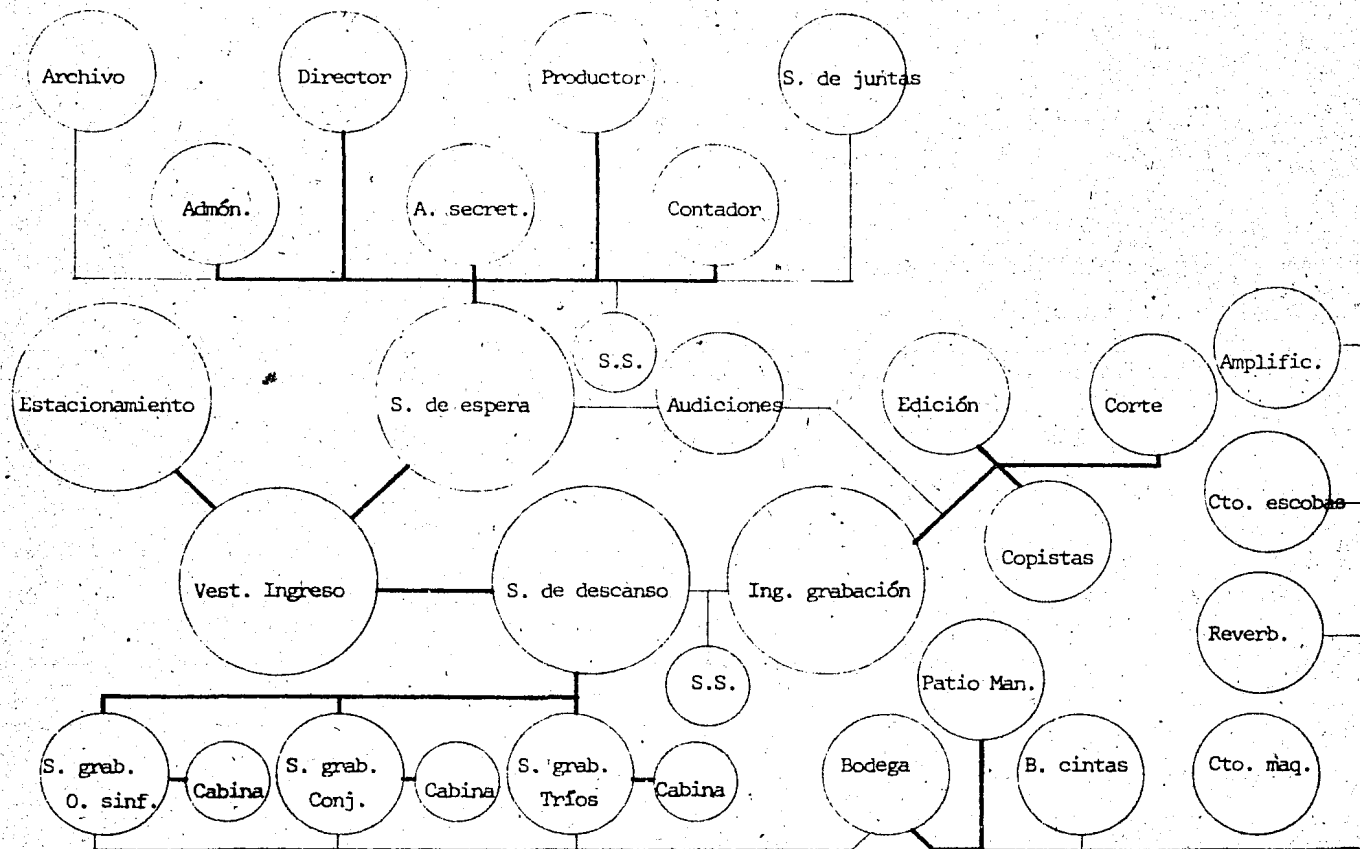 Archivo
Director
Productor
S. de juntas
Admón.
A. secret.
Contador
S.S.
Amplific.
Estacionamiento
S. de espera
Audiciones
Edición
Corte
Cto. escobas
Copistas
Vest. Ingreso
S. de descanso
Ing. grabación
Reverb.
S.S.
Patio Man.
S. grab.
O. sinf.
Cabina
S. grab.
Conj.
Cabina
S. grab.
Tríos
Cabina
Bodega
B. cintas
Cto. maq.